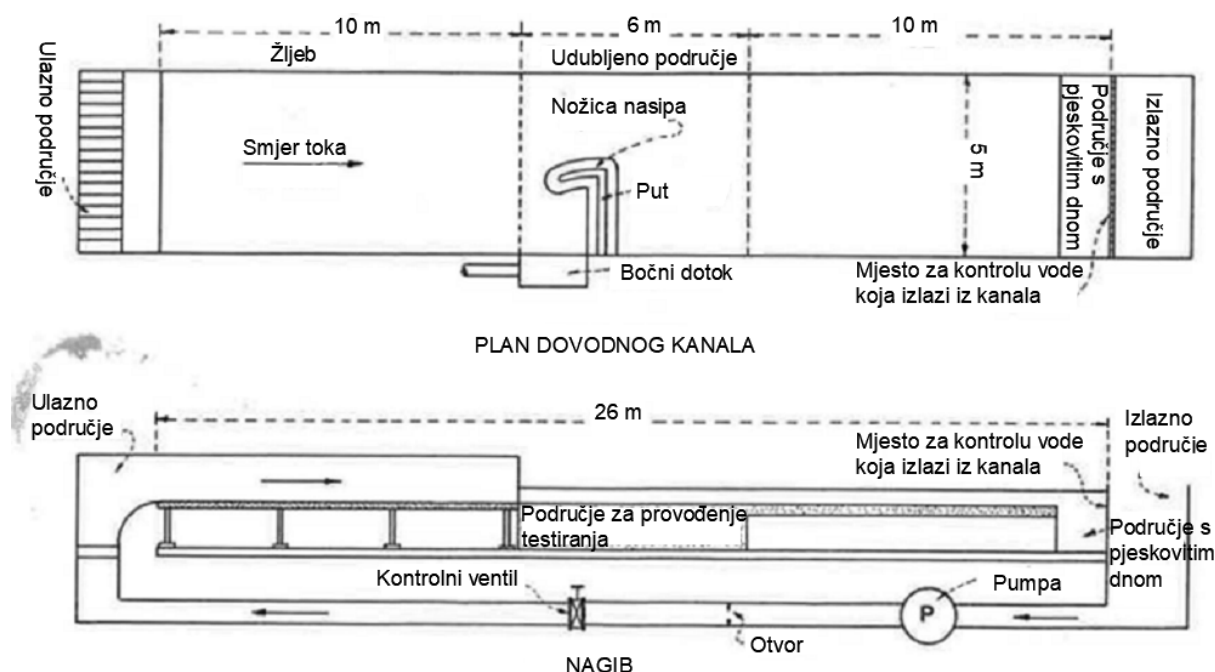 10 m
6 m
10 m
Ulazno područje
Žljeb
Udubljeno područje
Nožica nasipa
Smjer toka
Put
5 m
Područje s
pjeskovitim dnom
Izlazno područje
Bočni dotok
Mjesto za kontrolu vode
koja izlazi iz kanala
PLAN DOVODNOG KANALA
26 m
Ulazno
područje
Izlazno
područje
Mjesto za kontrolu vode
koja izlazi iz kanala
Područje za provođenje
testiranja
Područje s
pjeskovitim
dnom
Kontrolni ventil
Pumpa
P
Otvor
NAGIB